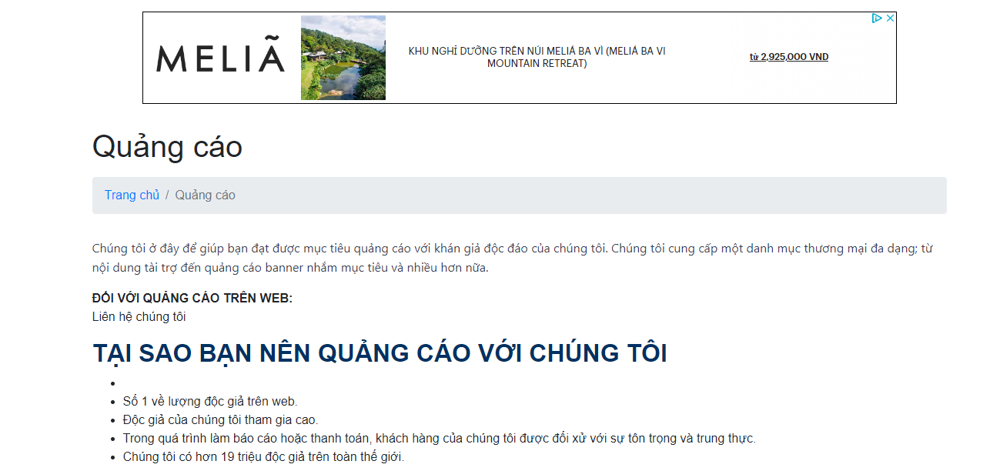 MELIÃ
KHU NGHỈ DƯỠNG TRÊN NÚI MELIÁ BA VÌ (MELIÁ BA VI
MOUNTAIN RETREAT)
từ 2,925,000 VND
Quảng cáo
Trang chủ / Quảng cáo
Chúng tôi ở đây để giúp bạn đạt được mục tiêu quảng cáo với khán giả độc đáo của chúng tôi. Chúng tôi cung cấp một danh mục thương mại đa dạng; từ
nội dung tài trợ đến quảng cáo banner nhắm mục tiêu và nhiều hơn nữa.
ĐỐI VỚI QUẢNG CÁO TRÊN WEB:
Liên hệ chúng tôi
TẠI SAO BẠN NÊN QUẢNG CÁO VỚI CHÚNG TÔI
Số 1 về lượng độc giả trên web.
Độc giả của chúng tôi tham gia cao.
Trong quá trình làm báo cáo hoặc thanh toán, khách hàng của chúng tôi được đối xử với sự tôn trọng và trung thực.
Chúng tôi có hơn 19 triệu độc giả trên toàn thế giới.